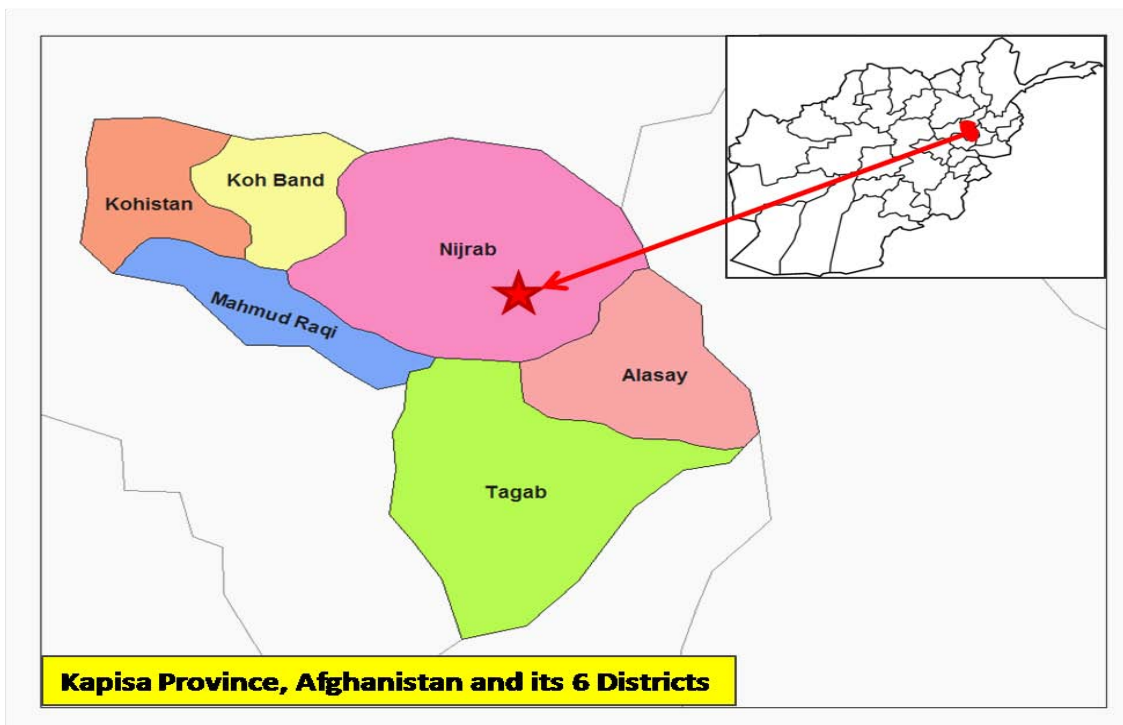 Koh Band
Kohistan
Nijrab
Mahmud Raqi
Alasay
Tagab
Kapisa Province, Afghanistan and its 6 Districts